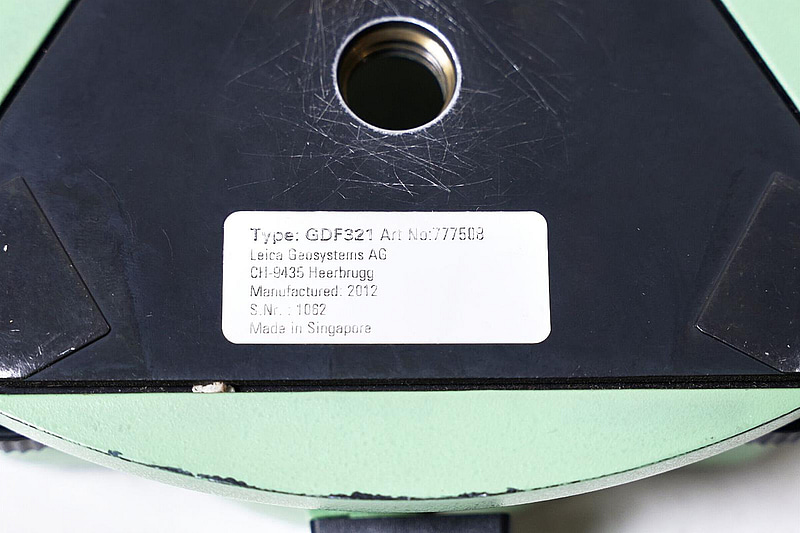 Type: GDF321 Art No:777508
Leica Geosystems AG
CH-9435 Heerbrugg
Manufactured: 2012
S.Nr. : 1062
Made in Singapore